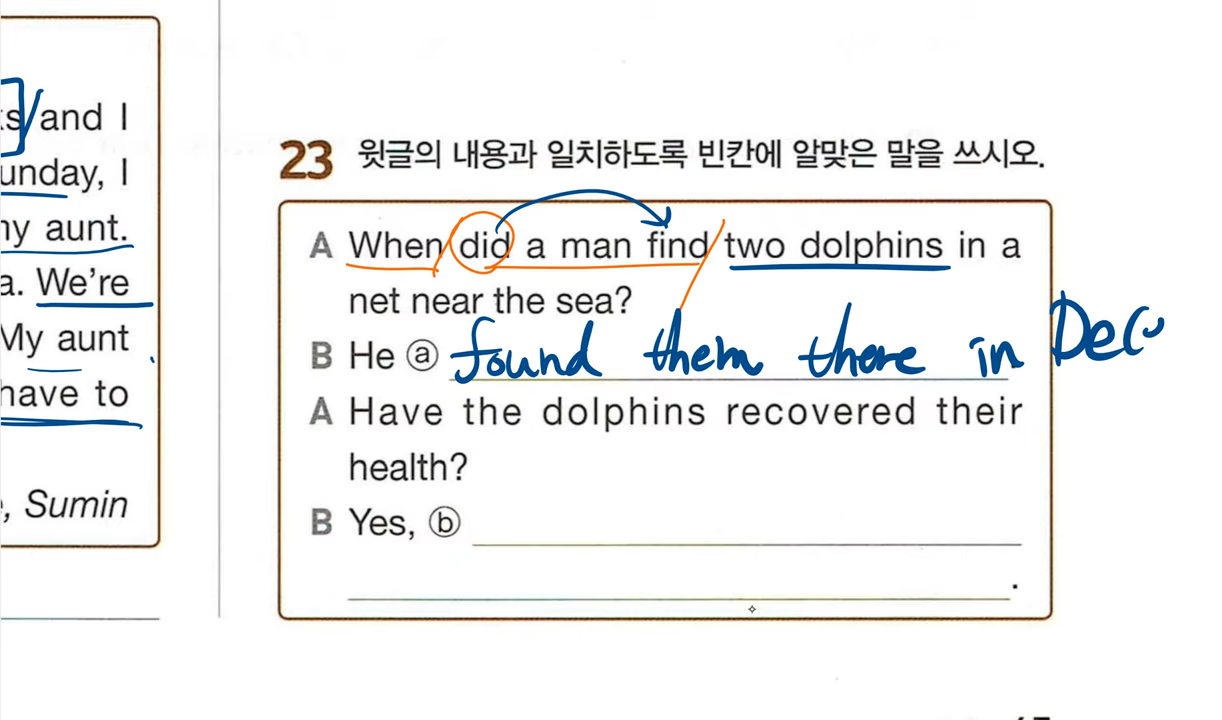 and I
unday, I
ny aunt.
a. We're
My aunt
have to
, Sumin
23 윗글의 내용과 일치하도록 빈칸에 알맞은 말을 쓰시오.
A When did a man find two dolphins in a
net near the sea?
B He ⓐ found them there in Dec
A Have the dolphins recovered their
health?
B Yes, ⓑ
.